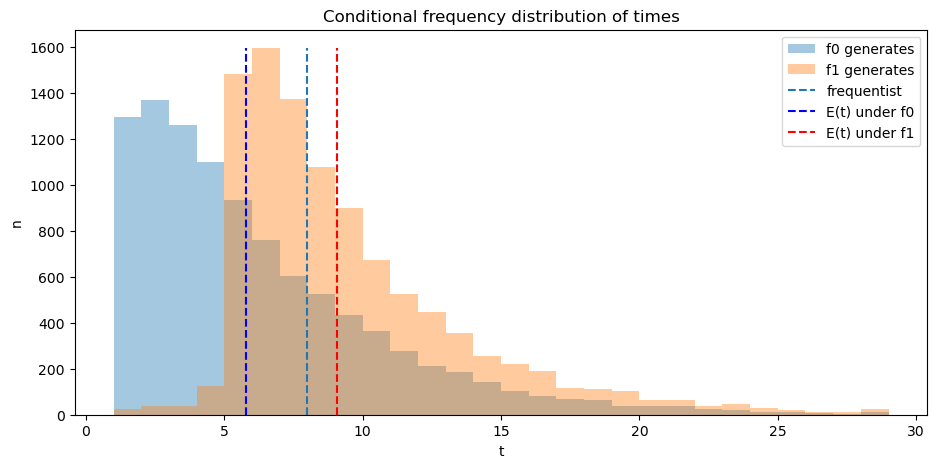 Conditional frequency distribution of times
f0 generates
f1 generates
frequentist
E(t) under f0
E(t) under f1
1600
1400
1200
1000
800
600
400
200
0
n
0 5 10 15 20 25 30
t